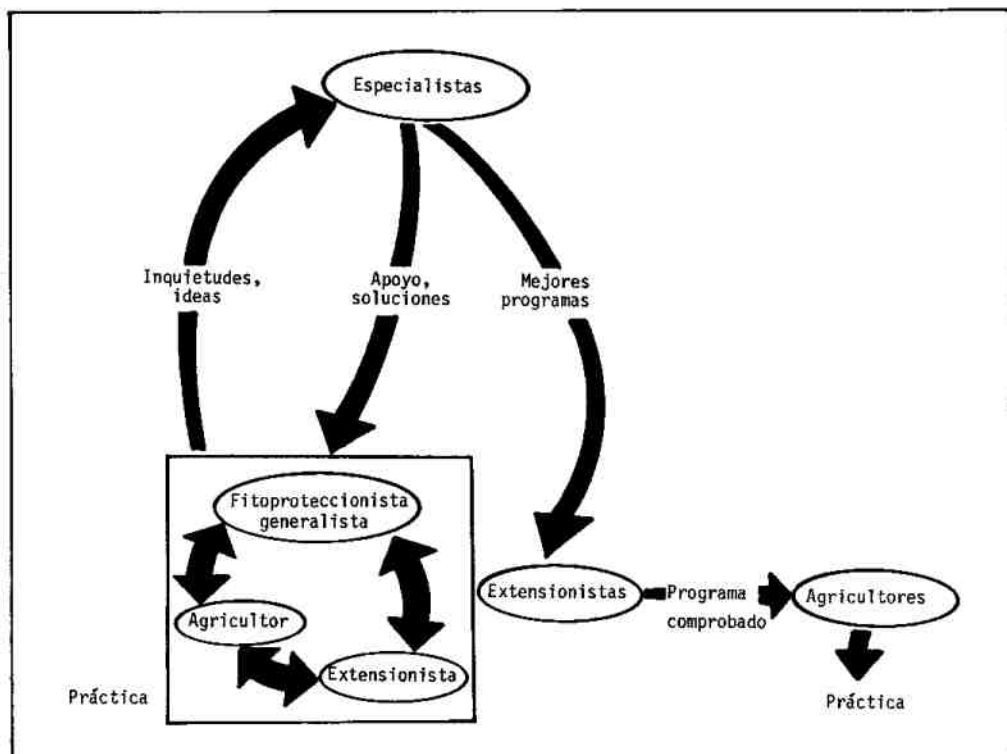 Especialistas
Inquietudes,
ideas
Apoyo,
soluciones
Mejores
programas
Fitoproteccionista
generalista
Agricultor
Extensionista
Práctica
Extensionistas
Programa
comprobado
Agricultores
Práctica